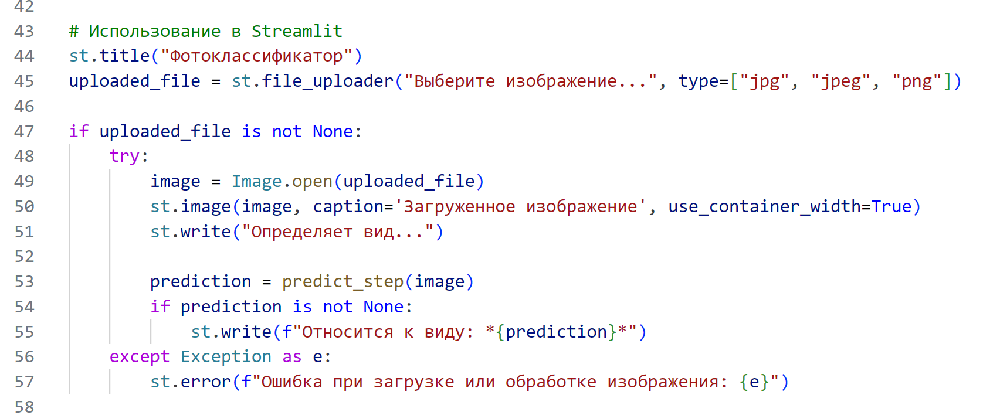 42
43 # Использование в Streamlit
44 st.title("Фотоклассификатор")
45 uploaded_file = st.file_uploader("Выберите изображение...", type=["jpg", "jpeg", "png"])
46
47 if uploaded_file is not None:
48     try:
49         image = Image.open(uploaded_file)
50         st.image(image, caption='Загруженное изображение', use_container_width=True)
51         st.write("Определяет вид...")
52
53         prediction = predict_step(image)
54         if prediction is not None:
55             st.write(f"Относится к виду: *{prediction}*")
56     except Exception as e:
57         st.error(f"Ошибка при загрузке или обработке изображения: {e}")
58